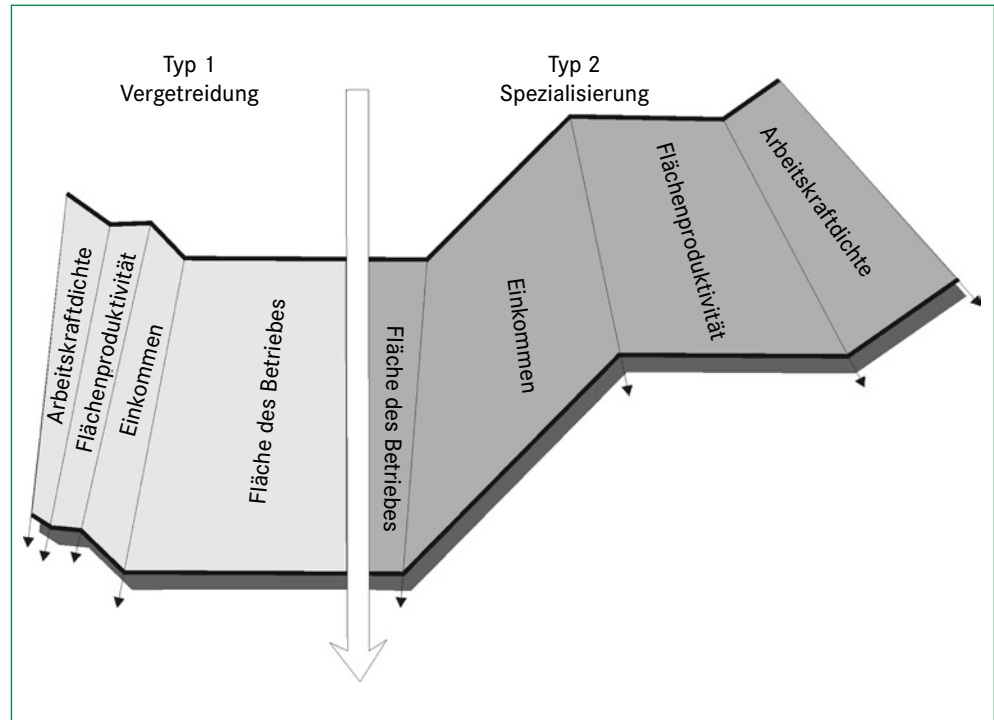 Typ 1
Vergetreidung
Typ 2
Spezialisierung
Arbeitskraftdichte
Flächenproduktivität
Einkommen
Fläche des Betriebes
Fläche des Betriebes
Einkommen
Flächenproduktivität
Arbeitskraftdichte